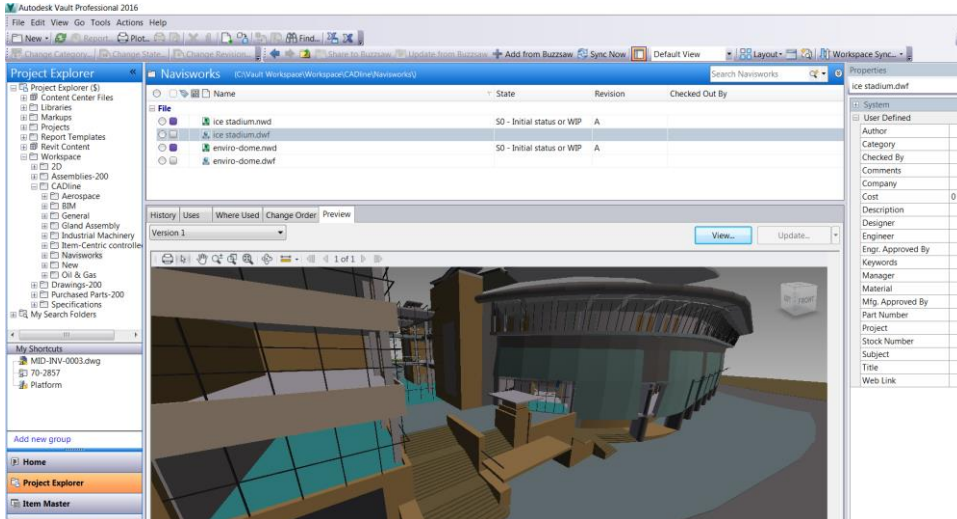 Autodesk Vault Professional 2016
File Edit View Go Tools Actions Help
New Report... Plot... Find...
Change Category... Change State... Change Revision... Share to Buzzsaw Update from Buzzsaw Add from Buzzsaw Sync Now Default View Layout Workspace Sync...
Project Explorer «
Project Explorer ($)
Content Center Files
Libraries
Markups
Projects
Report Templates
Revit Content
Workspace
2D
Assemblies-200
CADline
Aerospace
BIM
General
Gland Assembly
Industrial Machinery
Item-Centric controlle
Navisworks
New
Oil & Gas
Drawings-200
Purchased Parts-200
Specifications
My Search Folders
My Shortcuts
MID-INV-0003.dwg
70-2857
Platform
Add new group
Home
Project Explorer
Item Master
Navisworks (C:\Vault Workspace\Workspace\CADline\Navisworks\) Search Navisworks
Name State Revision Checked Out By
File
ice stadium.nwd S0 - Initial status or WIP A
ice stadium.dwf
enviro-dome.nwd S0 - Initial status or WIP A
enviro-dome.dwf
History Uses Where Used Change Order Preview
Version 1 View... Update...
1 of 1
FRONT
Properties
ice stadium.dwf
System
User Defined
Author
Category
Checked By
Comments
Company
Cost 0
Description
Designer
Engineer
Engr. Approved By
Keywords
Manager
Material
Mfg. Approved By
Part Number
Project
Stock Number
Subject
Title
Web Link